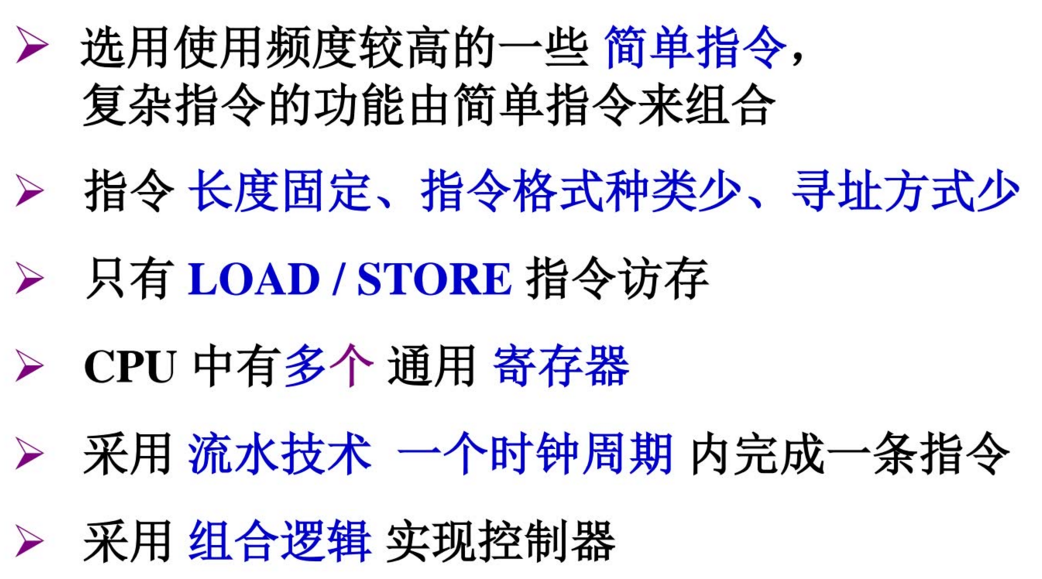 选用使用频度较高的一些 简单指令，
复杂指令的功能由简单指令来组合
指令 长度固定、指令格式种类少、寻址方式少
只有 LOAD / STORE 指令访存
CPU 中有多个 通用 寄存器
采用 流水技术 一个时钟周期 内完成一条指令
采用 组合逻辑 实现控制器